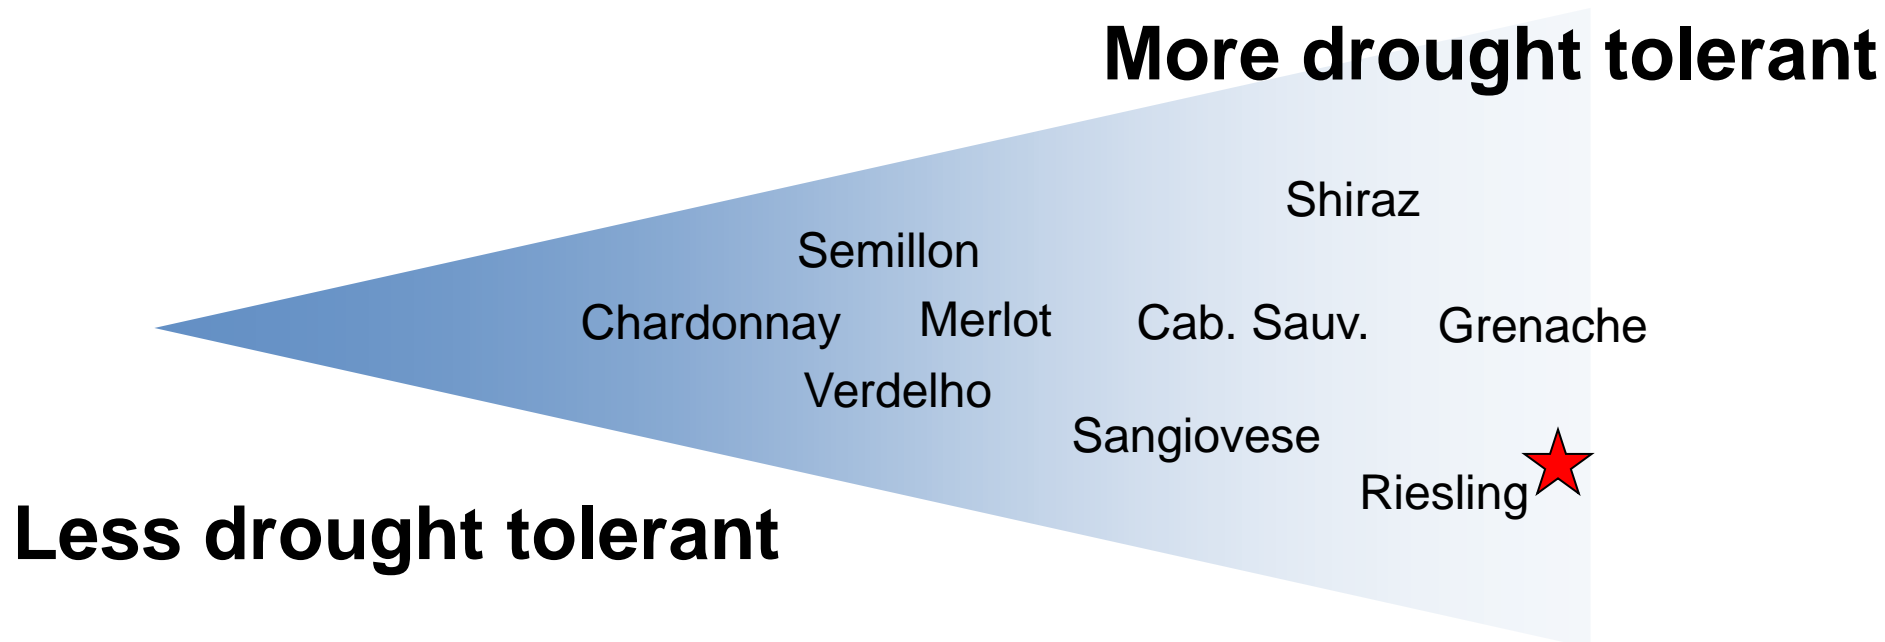 More drought tolerant
Shiraz
Semillon
Chardonnay
Merlot
Cab. Sauv.
Grenache
Verdelho
Sangiovese
Riesling
Less drought tolerant